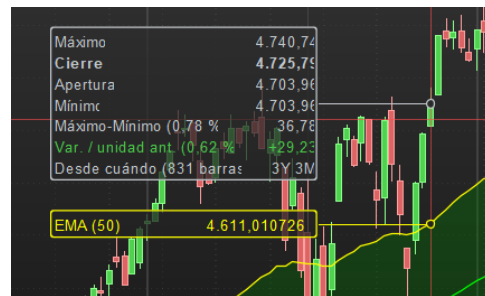 Máximo 4.740,74
Cierre 4.725,79
Apertura 4.703,96
Mínimo 4.703,96
Máximo-Mínimo (0,78 % 36,78
Var. / unidad ant. (0,62 % +29,23
Desde cuándo (831 barras 3Y 3M
EMA (50) 4.611,010726